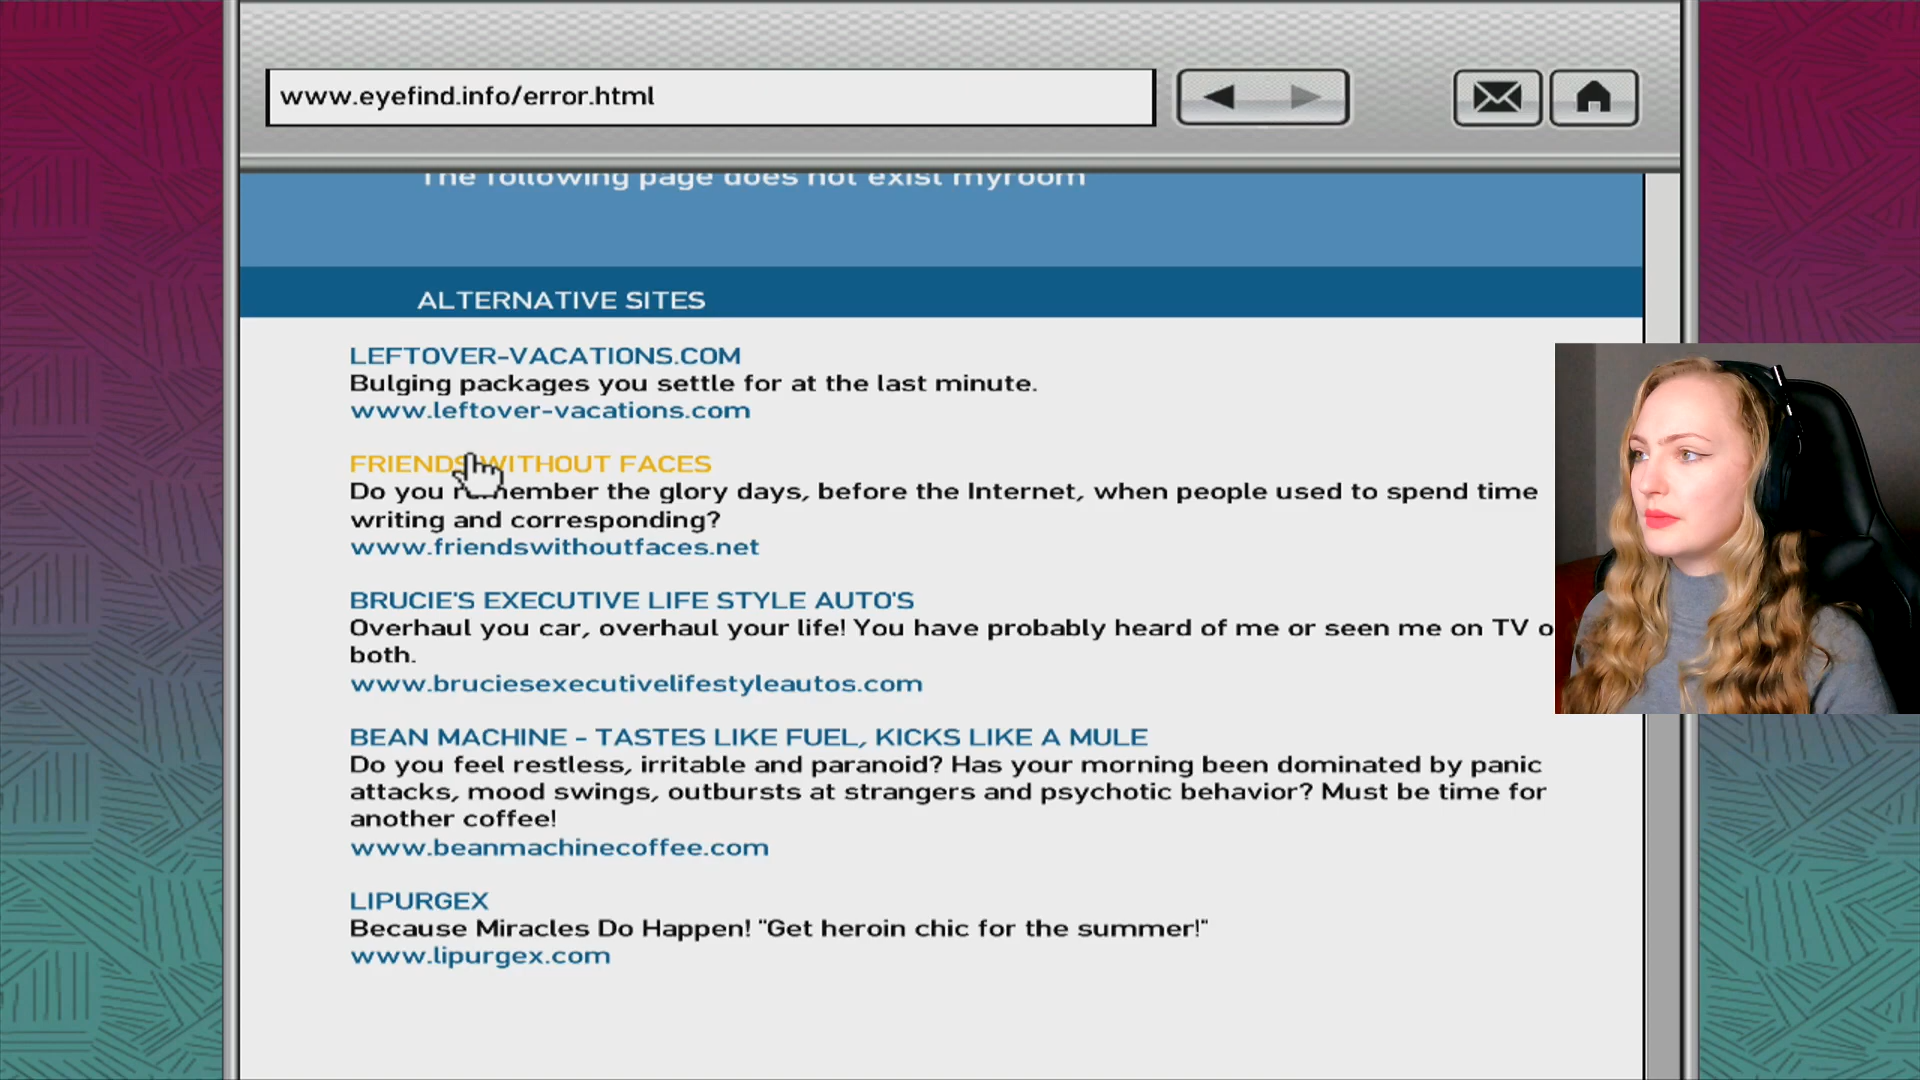 www.eyefind.info/error.html
The following page does not exist myroom
ALTERNATIVE SITES
LEFTOVER-VACATIONS.COM
Bulging packages you settle for at the last minute.
www.leftover-vacations.com
FRIENDS WITHOUT FACES
Do you remember the glory days, before the Internet, when people used to spend time
writing and corresponding?
www.friendswithoutfaces.net
BRUCIE'S EXECUTIVE LIFE STYLE AUTO'S
Overhaul you car, overhaul your life! You have probably heard of me or seen me on TV o
both.
www.bruciesexecutivelifestyleautos.com
BEAN MACHINE - TASTES LIKE FUEL, KICKS LIKE A MULE
Do you feel restless, irritable and paranoid? Has your morning been dominated by panic
attacks, mood swings, outbursts at strangers and psychotic behavior? Must be time for
another coffee!
www.beanmachinecoffee.com
LIPURGEX
Because Miracles Do Happen! "Get heroin chic for the summer!"
www.lipurgex.com